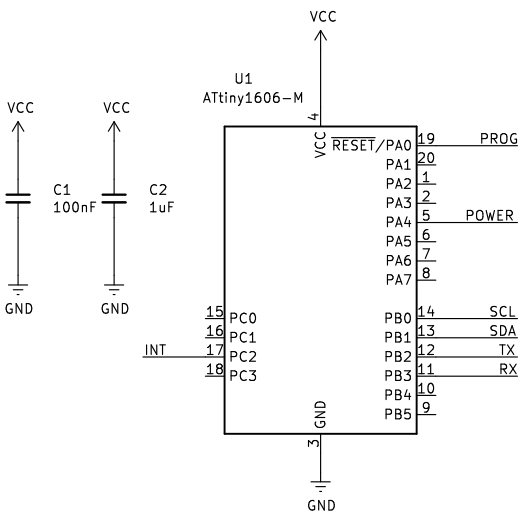 VCC
U1
ATtiny1606-M
VCC
VCC
4
VCC
RESET/PA0
19
PROG
PA1
20
PA2
1
C1
100nF
C2
1uF
PA3
2
PA4
5
POWER
PA5
6
PA6
7
PA7
8
GND
GND
15
PC0
PB0
14
SCL
16
PC1
PB1
13
SDA
INT
17
PC2
PB2
12
TX
18
PC3
PB3
11
RX
PB4
10
PB5
9
GND
3
GND